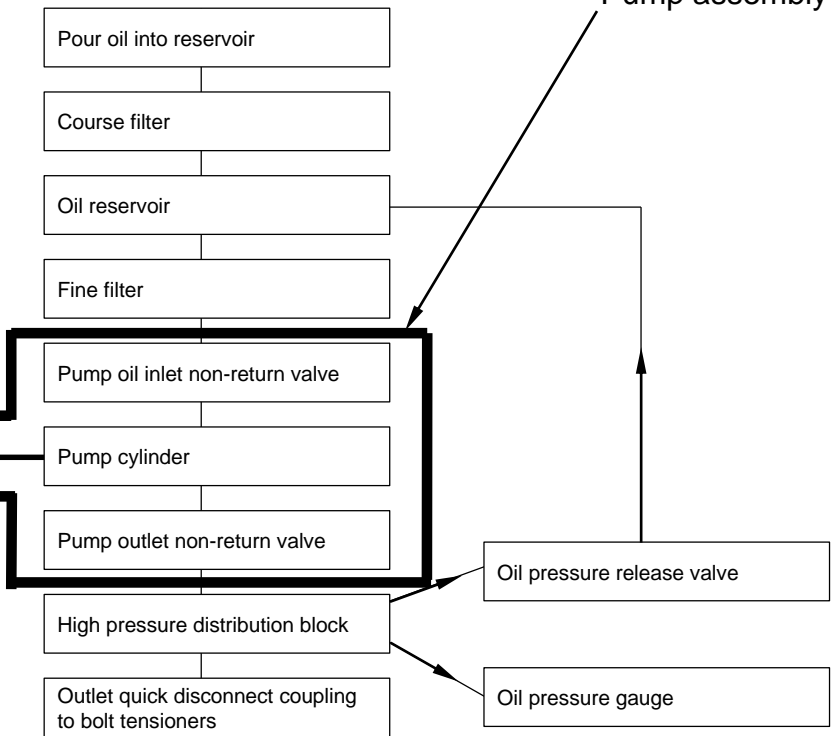 Pump assembly
Pour oil into reservoir
Course filter
Oil reservoir
Fine filter
Pump oil inlet non-return valve
Pump cylinder
Pump outlet non-return valve
Oil pressure release valve
High pressure distribution block
Outlet quick disconnect coupling
to bolt tensioners
Oil pressure gauge